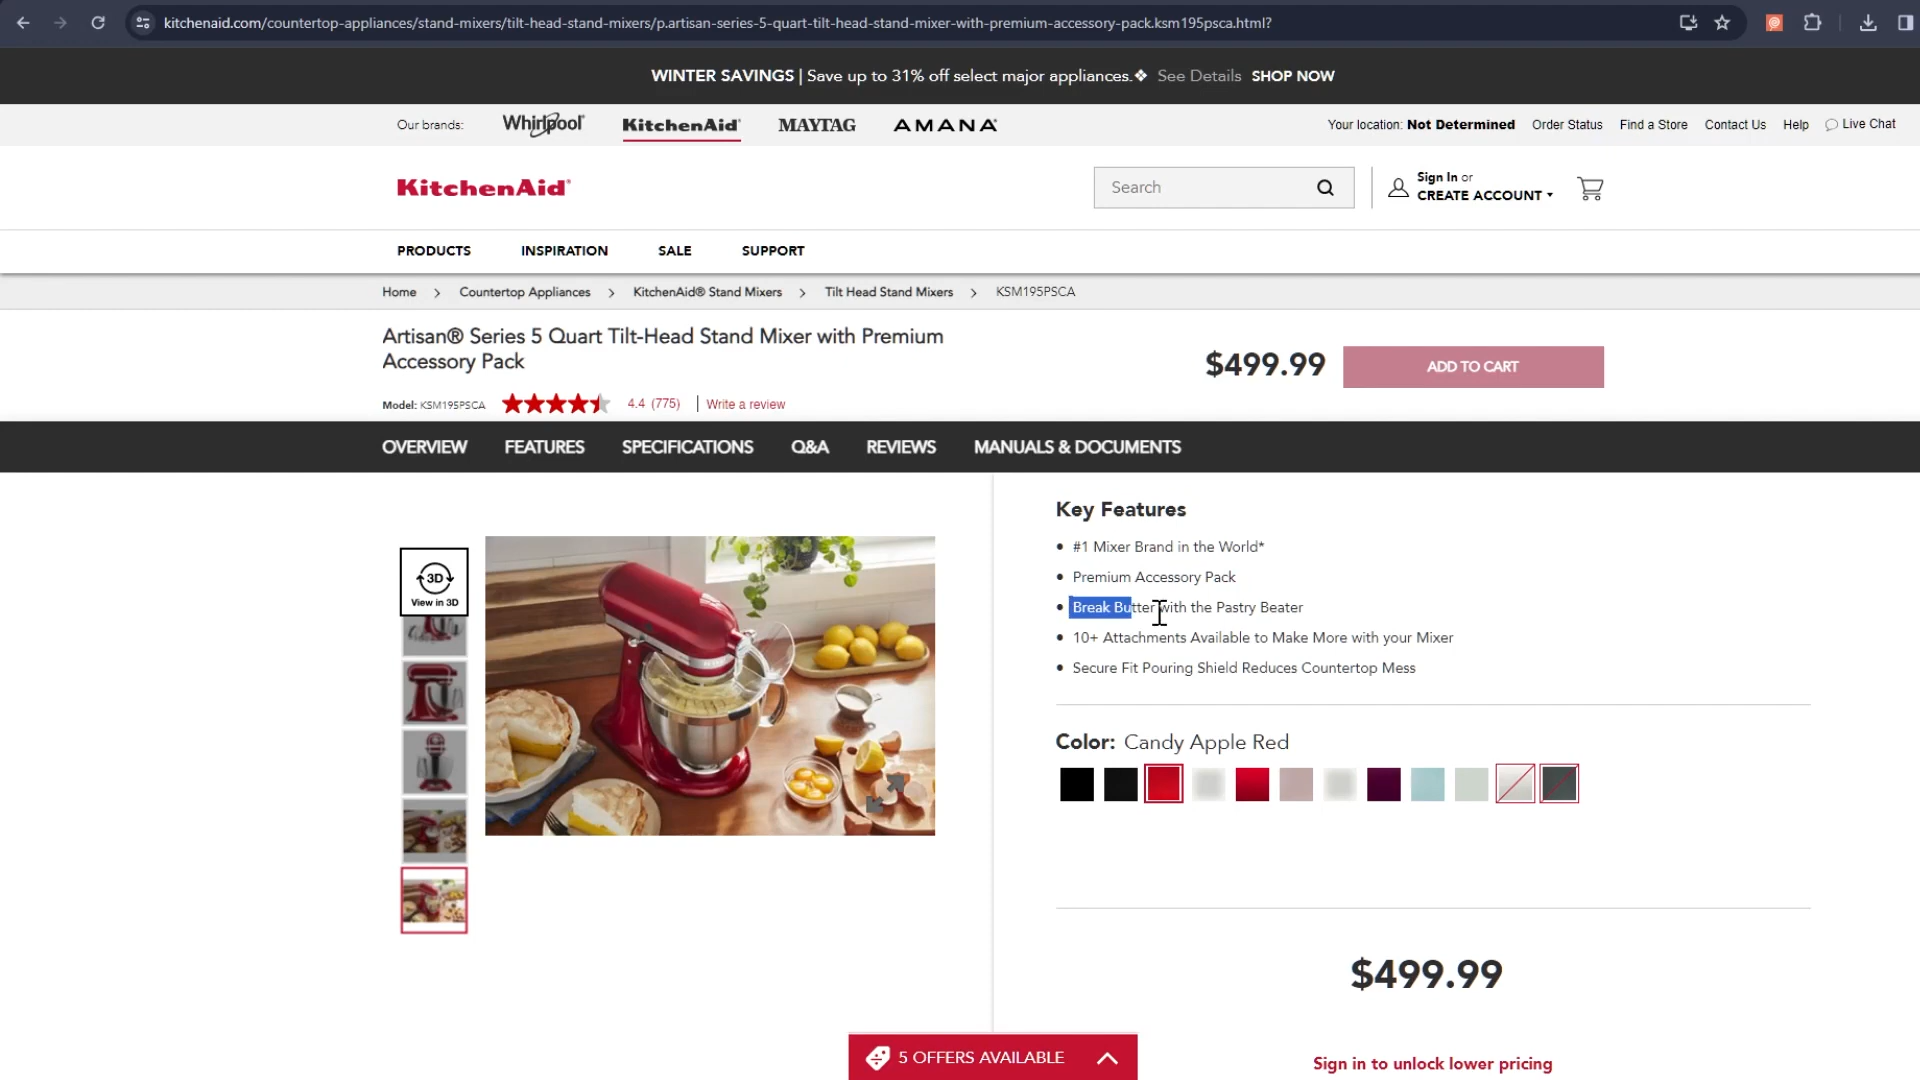 kitchenaid.com/countertop-appliances/stand-mixers/tilt-head-stand-mixers/p.artisan-series-5-quart-tilt-head-stand-mixer-with-premium-accessory-pack.ksm195psca.html?
WINTER SAVINGS | Save up to 31% off select major appliances.❖ See Details SHOP NOW
Our brands: Whirlpool KitchenAid MAYTAG AMANA Your location: Not Determined Order Status Find a Store Contact Us Help Live Chat
KitchenAid® Search Sign In or
CREATE ACCOUNT
PRODUCTS INSPIRATION SALE SUPPORT
Home > Countertop Appliances > KitchenAid® Stand Mixers > Tilt Head Stand Mixers > KSM195PSCA
Artisan® Series 5 Quart Tilt-Head Stand Mixer with Premium
Accessory Pack
$499.99 ADD TO CART
Model: KSM195PSCA 4.4 (775) | Write a review
OVERVIEW FEATURES SPECIFICATIONS Q&A REVIEWS MANUALS & DOCUMENTS
Key Features
• #1 Mixer Brand in the World*
• Premium Accessory Pack
• Break Butter with the Pastry Beater
• 10+ Attachments Available to Make More with your Mixer
• Secure Fit Pouring Shield Reduces Countertop Mess
3D
View in 3D
Color: Candy Apple Red
$499.99
5 OFFERS AVAILABLE
Sign in to unlock lower pricing